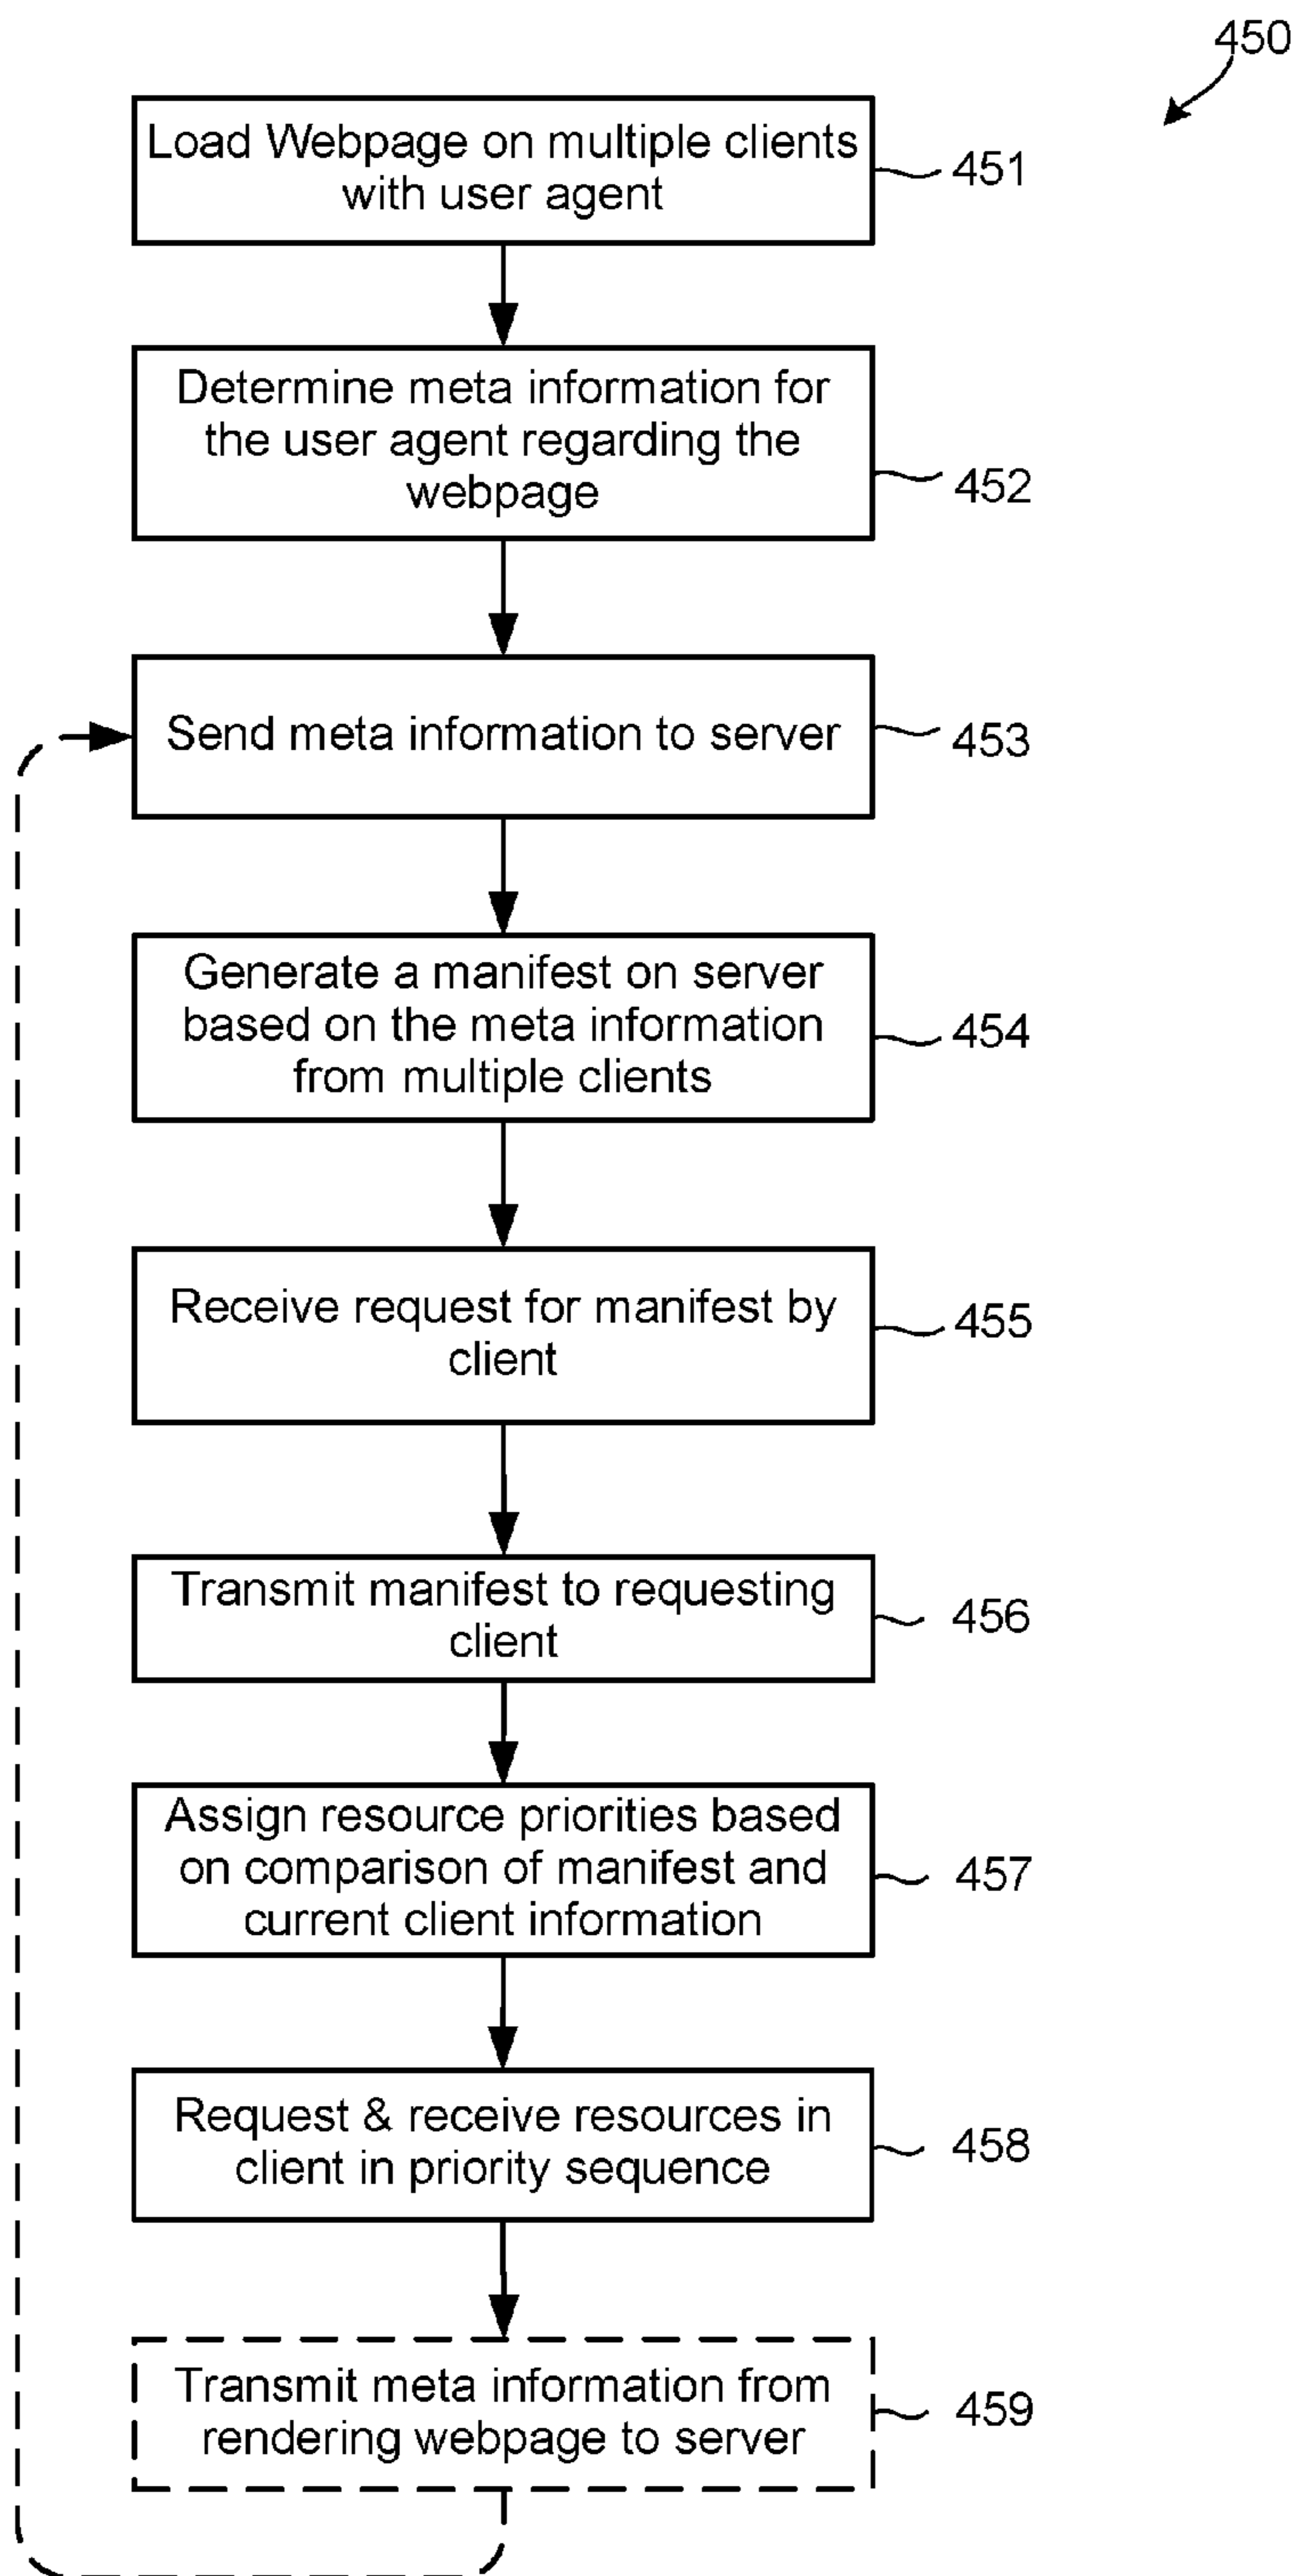 450
Load Webpage on multiple clients
with user agent
451
Determine meta information for
the user agent regarding the
webpage
452
Send meta information to server
453
Generate a manifest on server
based on the meta information
from multiple clients
454
Receive request for manifest by
client
455
Transmit manifest to requesting
client
456
Assign resource priorities based
on comparison of manifest and
current client information
457
Request & receive resources in
client in priority sequence
458
Transmit meta information from
rendering webpage to server
459